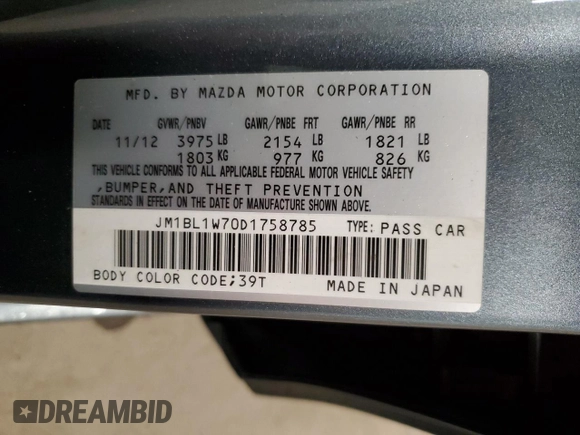 MFD. BY MAZDA MOTOR CORPORATION
DATE GVWR/PNBV GAWR/PNBE FRT GAWR/PNBE RR
11/12 3975 LB 2154 LB 1821 LB
1803 KG 977 KG 826 KG
THIS VEHICLE CONFORMS TO ALL APPLICABLE FEDERAL MOTOR VEHICLE SAFETY
,BUMPER,AND THEFT PREVENTION
STANDARDS IN EFFECT ON THE DATE OF MANUFACTURE SHOWN ABOVE.
JM1BL1W70D1758785 TYPE: PASS CAR
BODY COLOR CODE;39T MADE IN JAPAN
DREAMBID